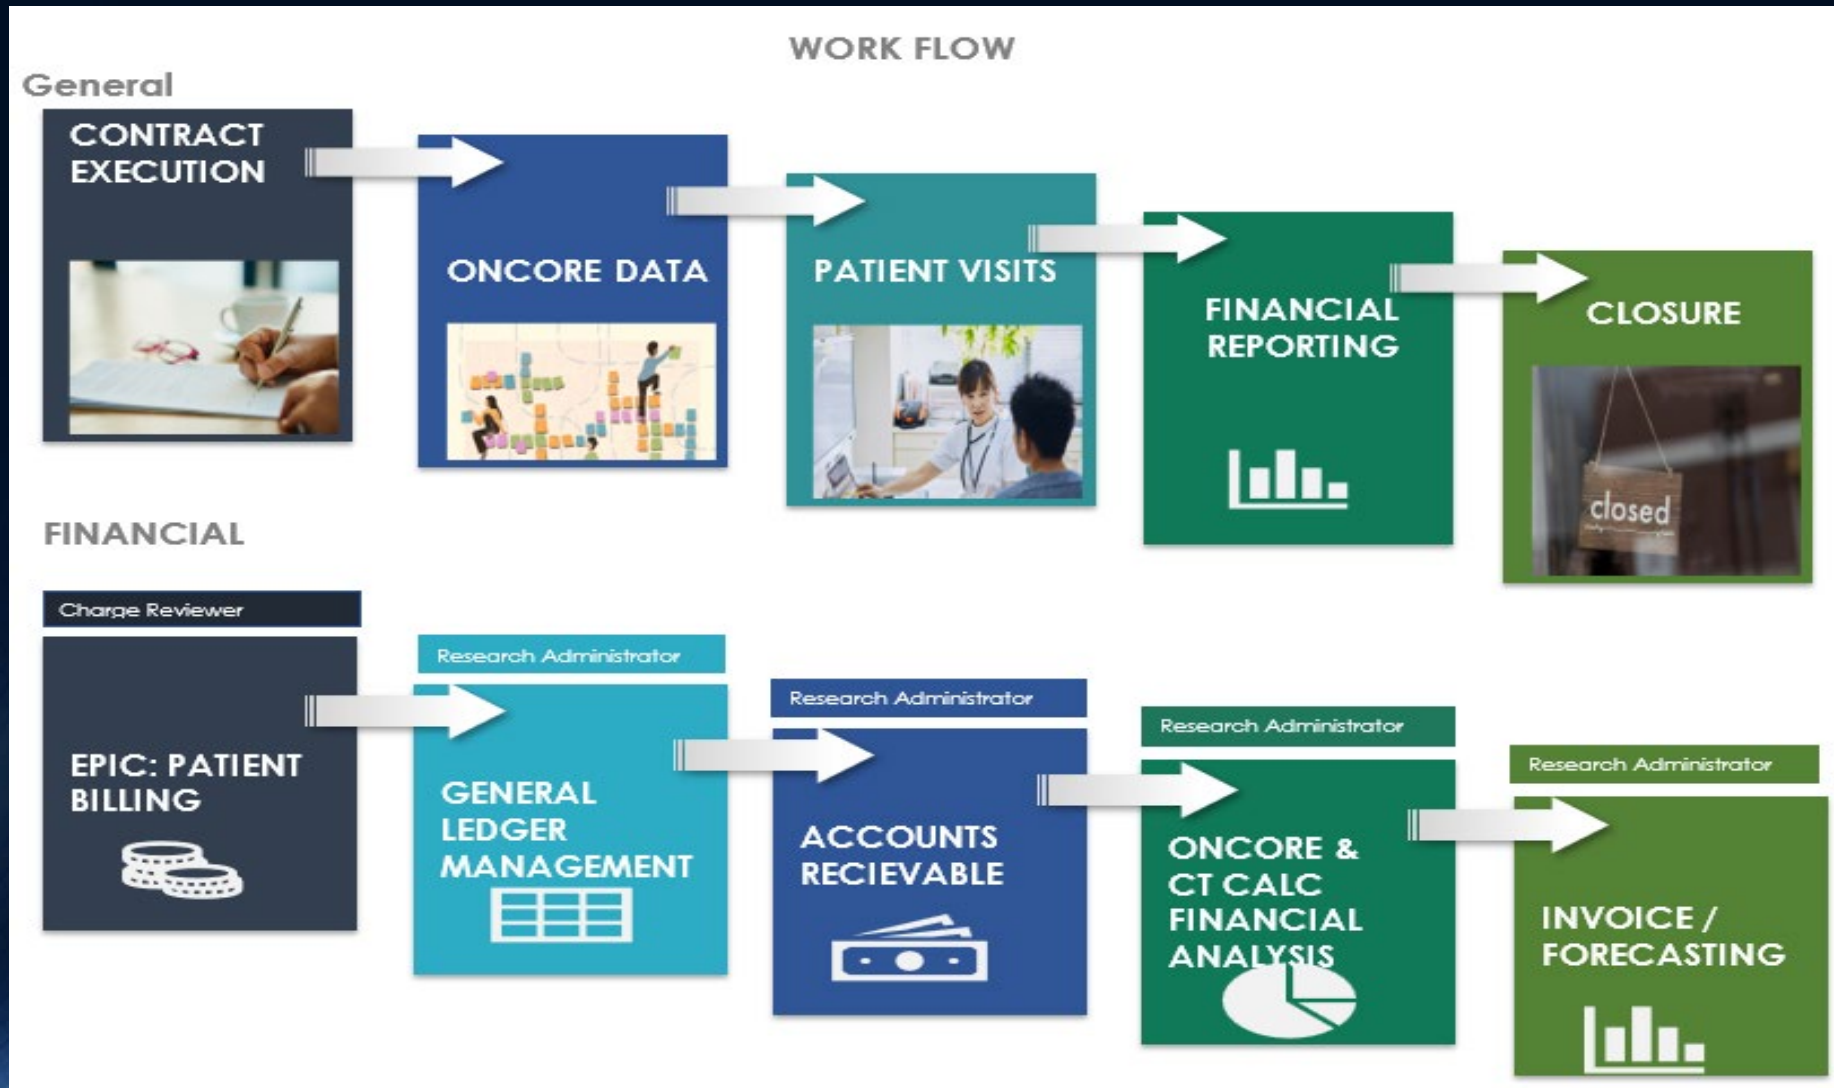 WORK FLOW
General
CONTRACT
EXECUTION
ONCORE DATA
PATIENT VISITS
FINANCIAL
REPORTING
CLOSURE
closed
FINANCIAL
Charge Reviewer
EPIC: PATIENT
BILLING
Research Administrator
GENERAL
LEDGER
MANAGEMENT
Research Administrator
ACCOUNTS
RECIEVABLE
Research Administrator
ONCORE &
CT CALC
FINANCIAL
ANALYSIS
Research Administrator
INVOICE /
FORECASTING